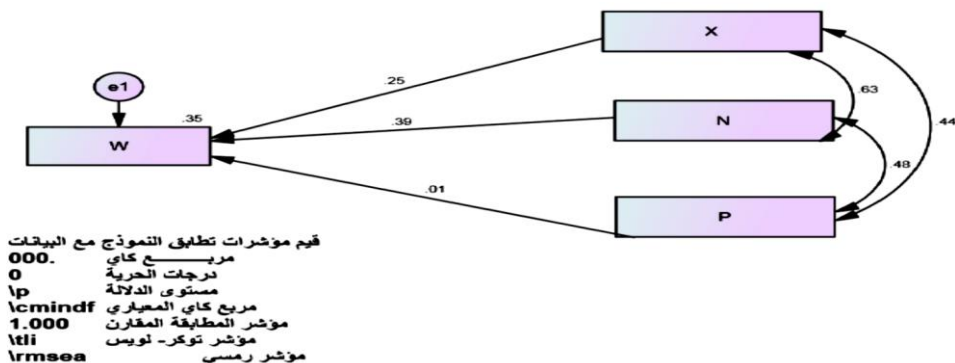 X
e1
.25
.63
.35
N
.44
W
.39
.48
.01
P
قيم مؤشرات تطابق النموذج مع البيانات
مربـــــــع كاي .000
درجات الحرية 0
مستوى الدلالة \p
مربع كاي المعياري \cmindf
مؤشر المطابقة المقارن 1.000
مؤشر توكر- لويس \tli
مؤشر رمسي \rmsea